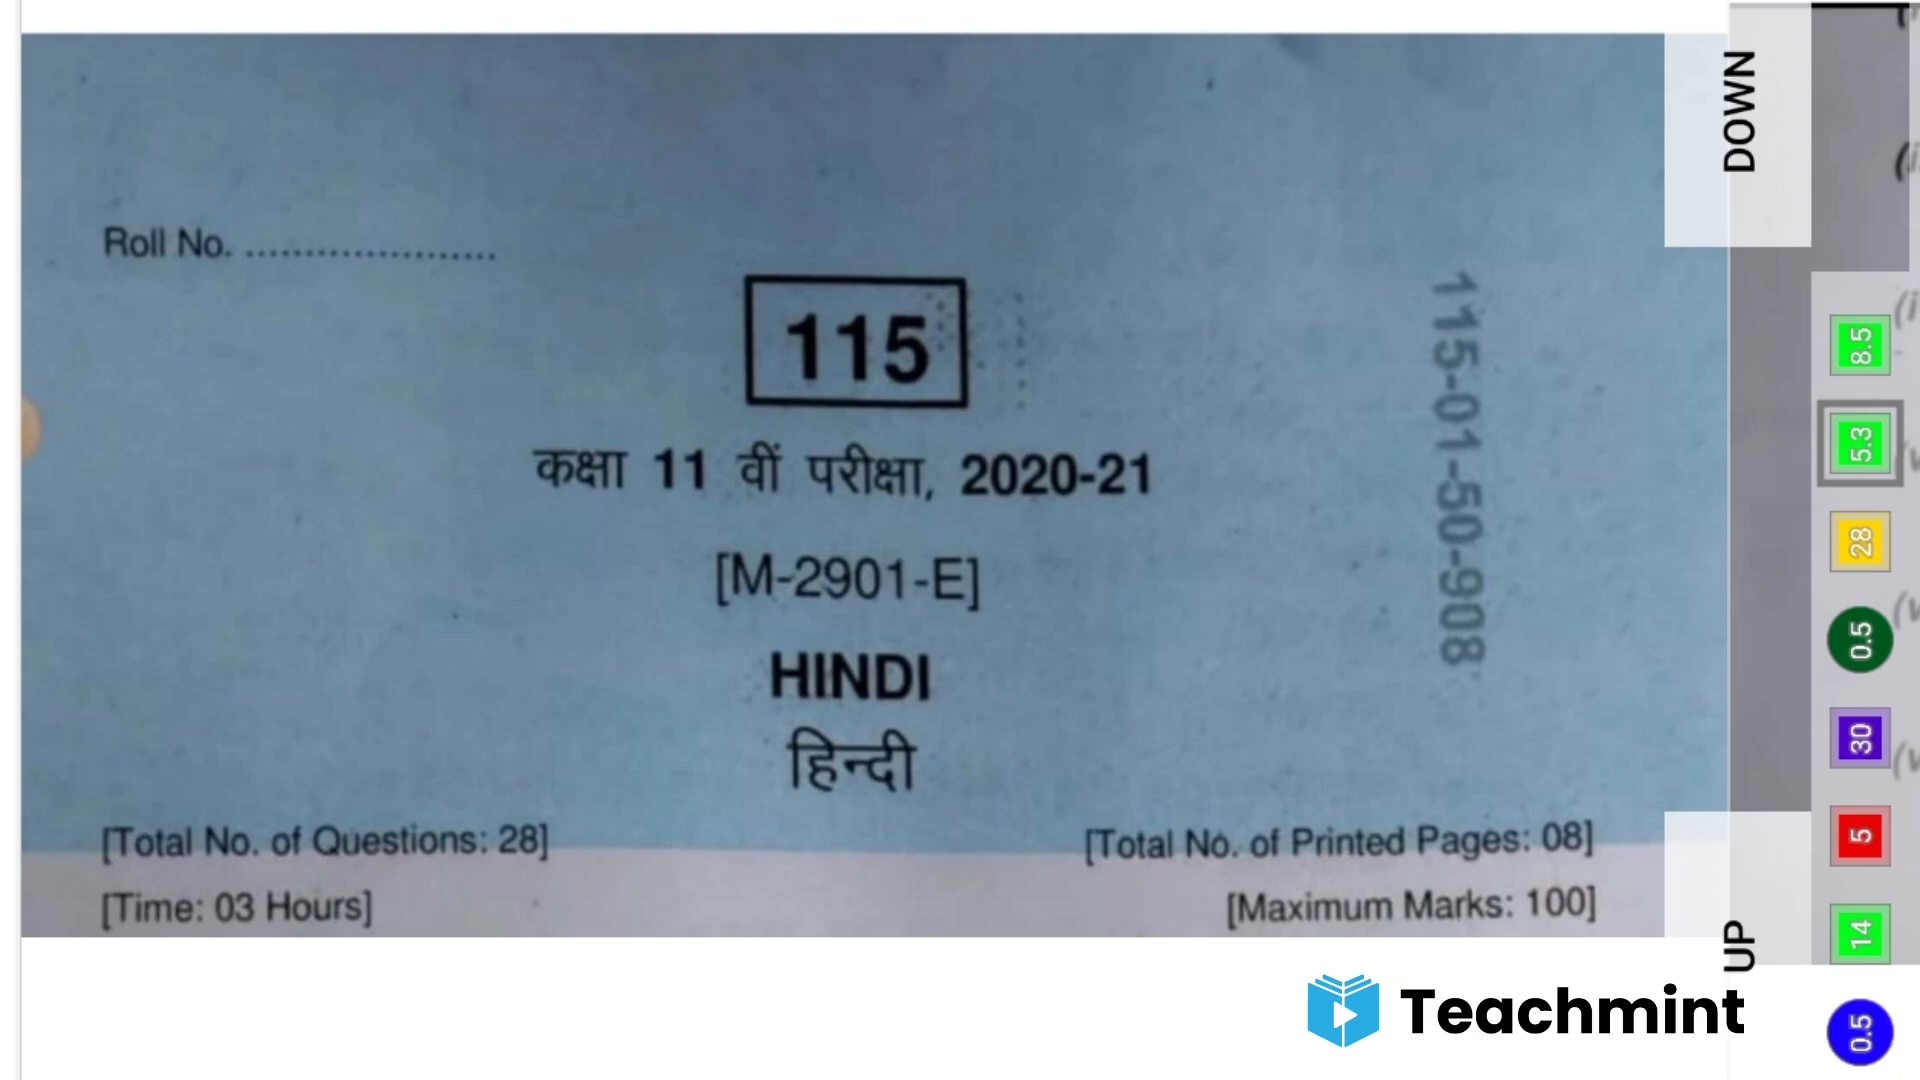 Roll No. .....................
115
कक्षा 11 वीं परीक्षा, 2020-21
[M-2901-E]
HINDI
हिन्दी
[Total No. of Questions: 28]
[Total No. of Printed Pages: 08]
[Time: 03 Hours]
[Maximum Marks: 100]
115-01-50-908
DOWN
UP
8.5
5.3
28
0.5
30
5
14
0.5
Teachmint